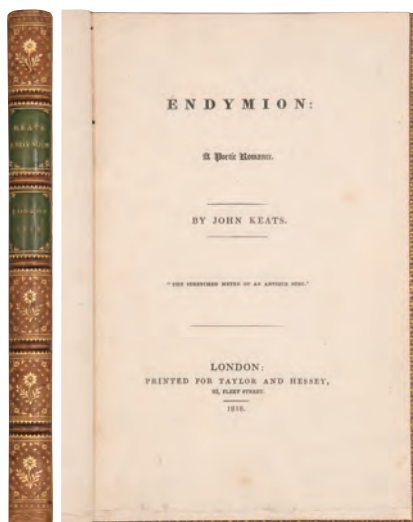 KEATS
ENDYMION
LONDON
1818
ENDYMION:
A Poetic Romance.
BY JOHN KEATS.
"THE STRETCHED METRE OF AN ANTIQUE SONG."
LONDON:
PRINTED FOR TAYLOR AND HESSEY,
93, FLEET STREET.
1818.